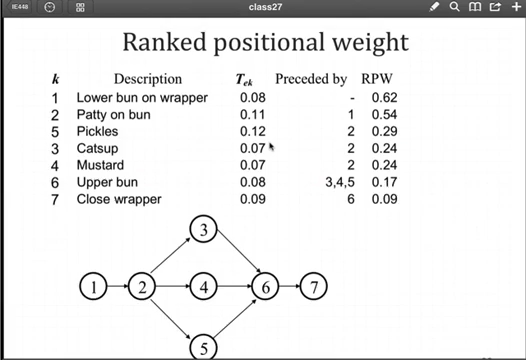 IE448
class27
Ranked positional weight
k Description Tek Preceded by RPW
1 Lower bun on wrapper 0.08 - 0.62
2 Patty on bun 0.11 1 0.54
5 Pickles 0.12 2 0.29
3 Catsup 0.07 2 0.24
4 Mustard 0.07 2 0.24
6 Upper bun 0.08 3,4,5 0.17
7 Close wrapper 0.09 6 0.09
3
1 2 4 6 7
5